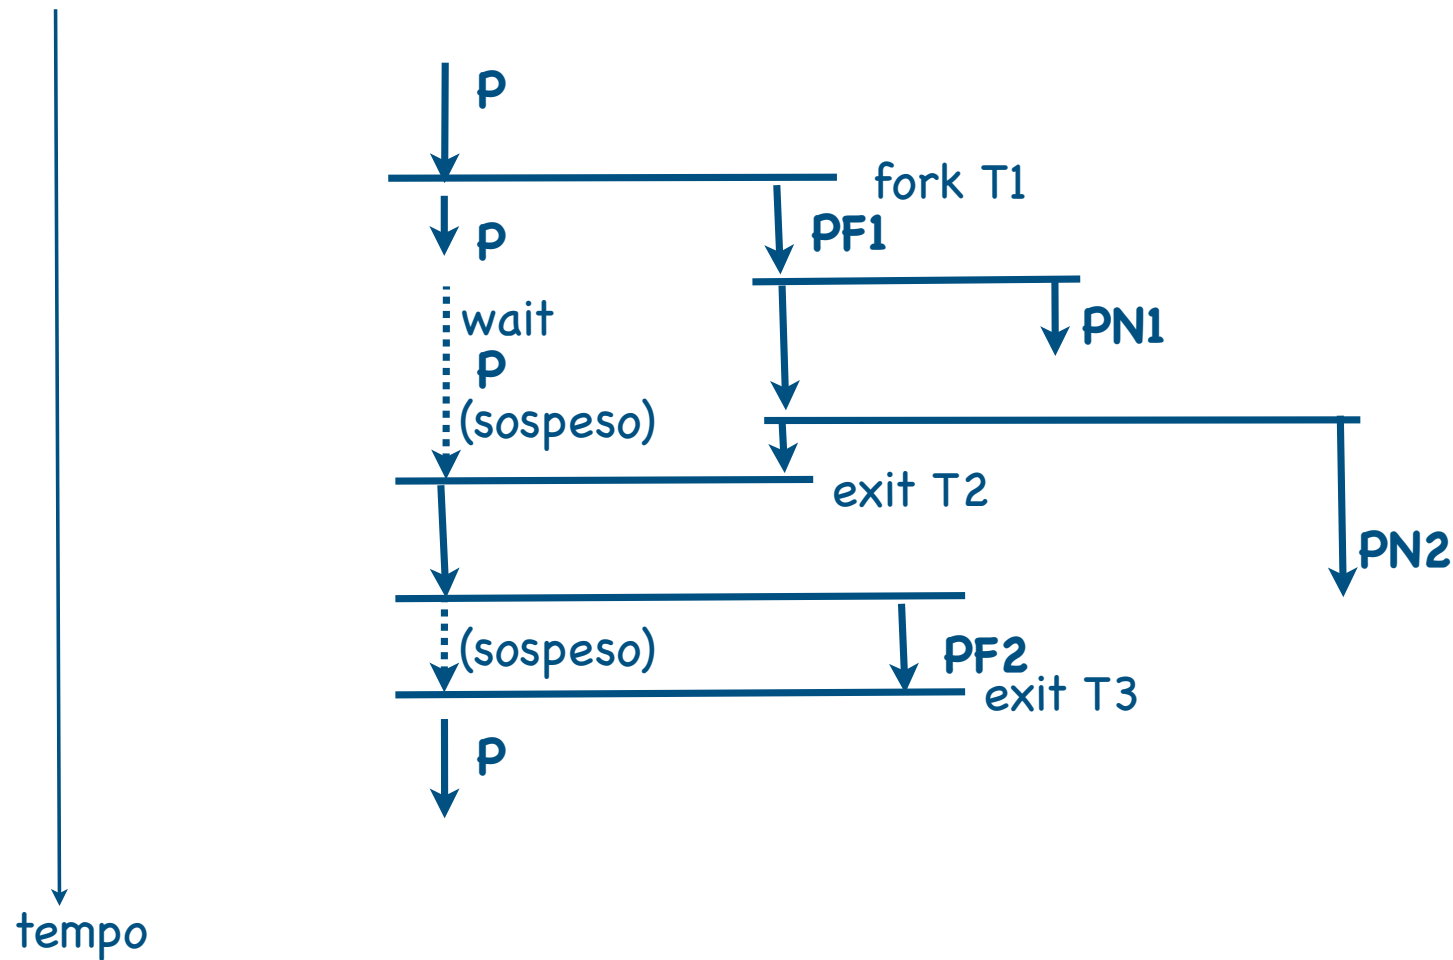 P
fork T1
P
PF1
wait
PN1
P
(sospeso)
exit T2
PN2
(sospeso)
PF2
exit T3
P
tempo